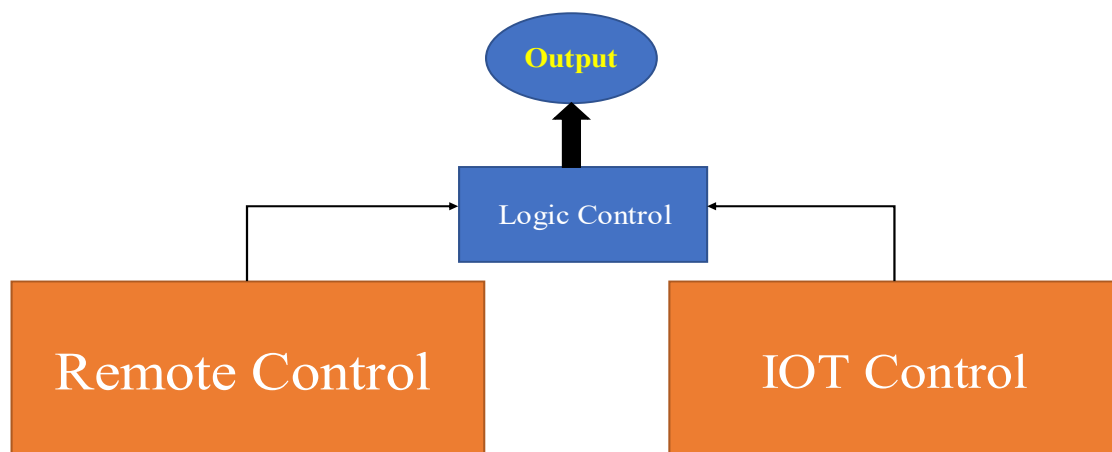 Output
Logic Control
Remote Control
IOT Control